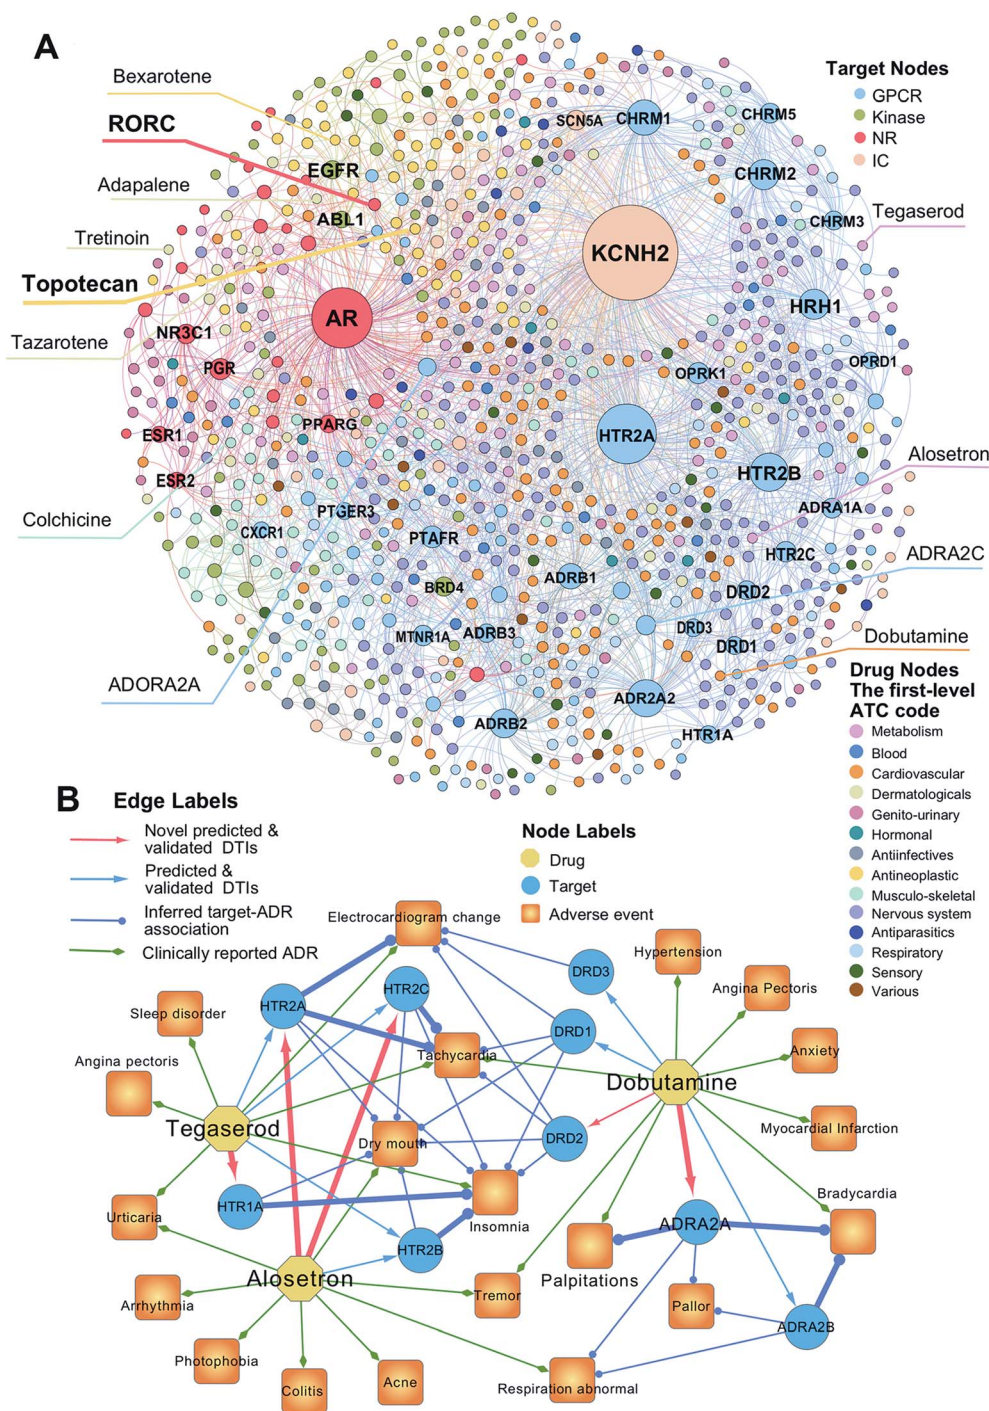 A
Bexarotene
RORC
Adapalene
Tretinoin
Topotecan
Tazarotene
Colchicine
ADORA2A
Target Nodes
GPCR
Kinase
NR
IC
Tegaserod
Alosetron
ADRA2C
Dobutamine
SCN5A
CHRM1
CHRM5
EGFR
CHRM2
ABL1
CHRM3
KCNH2
AR
HRH1
NR3C1
PGR
OPRK1
OPRD1
PPARG
ESR1
HTR2A
ESR2
HTR2B
PTGER3
ADRA1A
CXCR1
PTAFR
HTR2C
BRD4
ADRB1
DRD2
MTNR1A
ADRB3
DRD3
DRD1
ADR2A2
ADRB2
HTR1A
Drug Nodes
The first-level
ATC code
Metabolism
Blood
Cardiovascular
Dermatologicals
Genito-urinary
Hormonal
Antiinfectives
Antineoplastic
Musculo-skeletal
Nervous system
Antiparasitics
Respiratory
Sensory
Various
B
Edge Labels
Novel predicted &
validated DTIs
Predicted &
validated DTIs
Inferred target-ADR
association
Clinically reported ADR
Node Labels
Drug
Target
Adverse event
Electrocardiogram change
Hypertension
DRD3
Angina Pectoris
HTR2C
HTR2A
Sleep disorder
DRD1
Tachycardia
Anxiety
Angina pectoris
Dobutamine
Tegaserod
Myocardial Infarction
DRD2
Dry mouth
Bradycardia
HTR1A
Urticaria
Insomnia
ADRA2A
HTR2B
Alosetron
Palpitations
Tremor
Arrhythmia
Pallor
ADRA2B
Photophobia
Colitis
Acne
Respiration abnormal